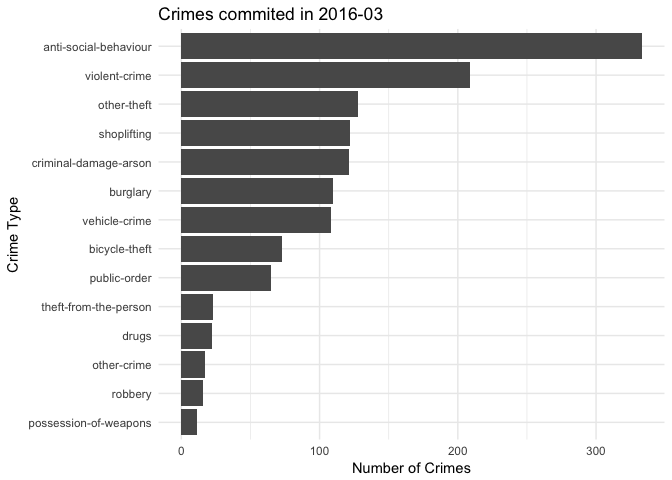 Crimes commited in 2016-03
Crime Type
anti-social-behaviour
violent-crime
other-theft
shoplifting
criminal-damage-arson
burglary
vehicle-crime
bicycle-theft
public-order
theft-from-the-person
drugs
other-crime
robbery
possession-of-weapons
0 100 200 300
Number of Crimes